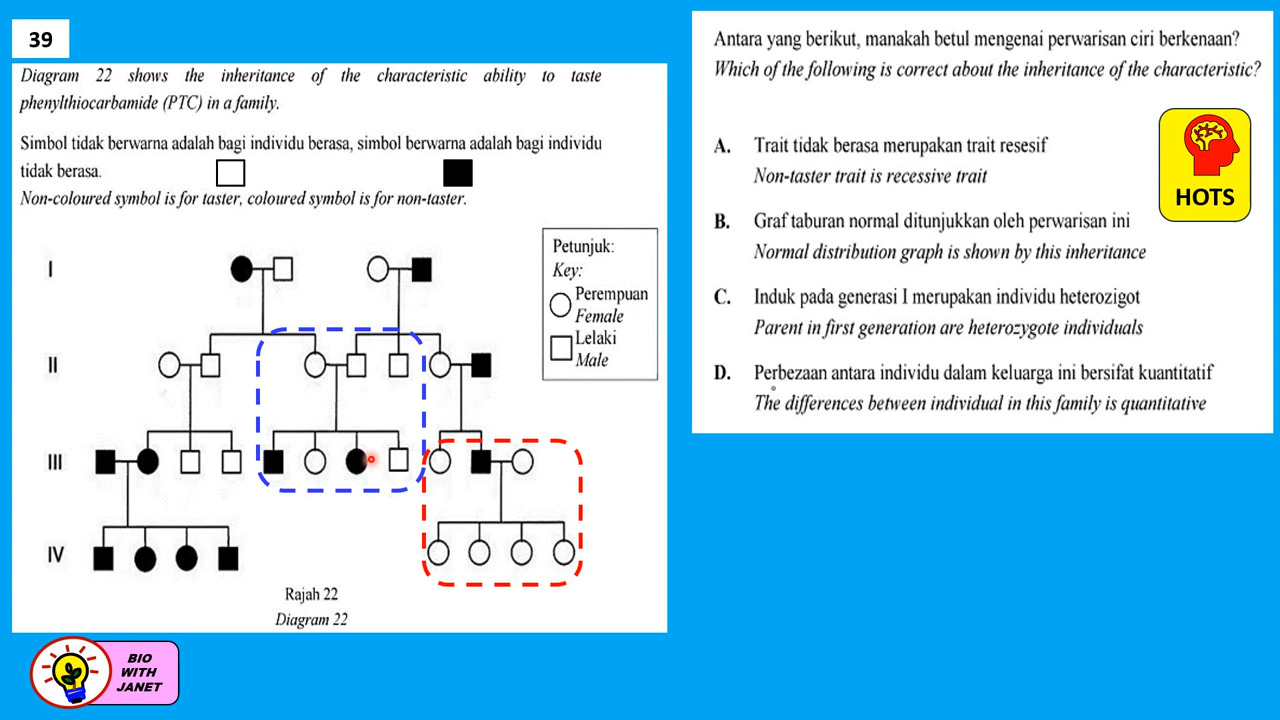 39
Diagram 22 shows the inheritance of the characteristic ability to taste
phenylthiocarbamide (PTC) in a family.
Simbol tidak berwarna adalah bagi individu berasa, simbol berwarna adalah bagi individu
tidak berasa.
Non-coloured symbol is for taster, coloured symbol is for non-taster.
I
II
III
IV
Petunjuk:
Key:
Perempuan
Female
Lelaki
Male
Rajah 22
Diagram 22
BIO
WITH
JANET
Antara yang berikut, manakah betul mengenai perwarisan ciri berkenaan?
Which of the following is correct about the inheritance of the characteristic?
A. Trait tidak berasa merupakan trait resesif
Non-taster trait is recessive trait
B. Graf taburan normal ditunjukkan oleh perwarisan ini
Normal distribution graph is shown by this inheritance
C. Induk pada generasi I merupakan individu heterozigot
Parent in first generation are heterozygote individuals
D. Perbezaan antara individu dalam keluarga ini bersifat kuantitatif
The differences between individual in this family is quantitative
HOTS